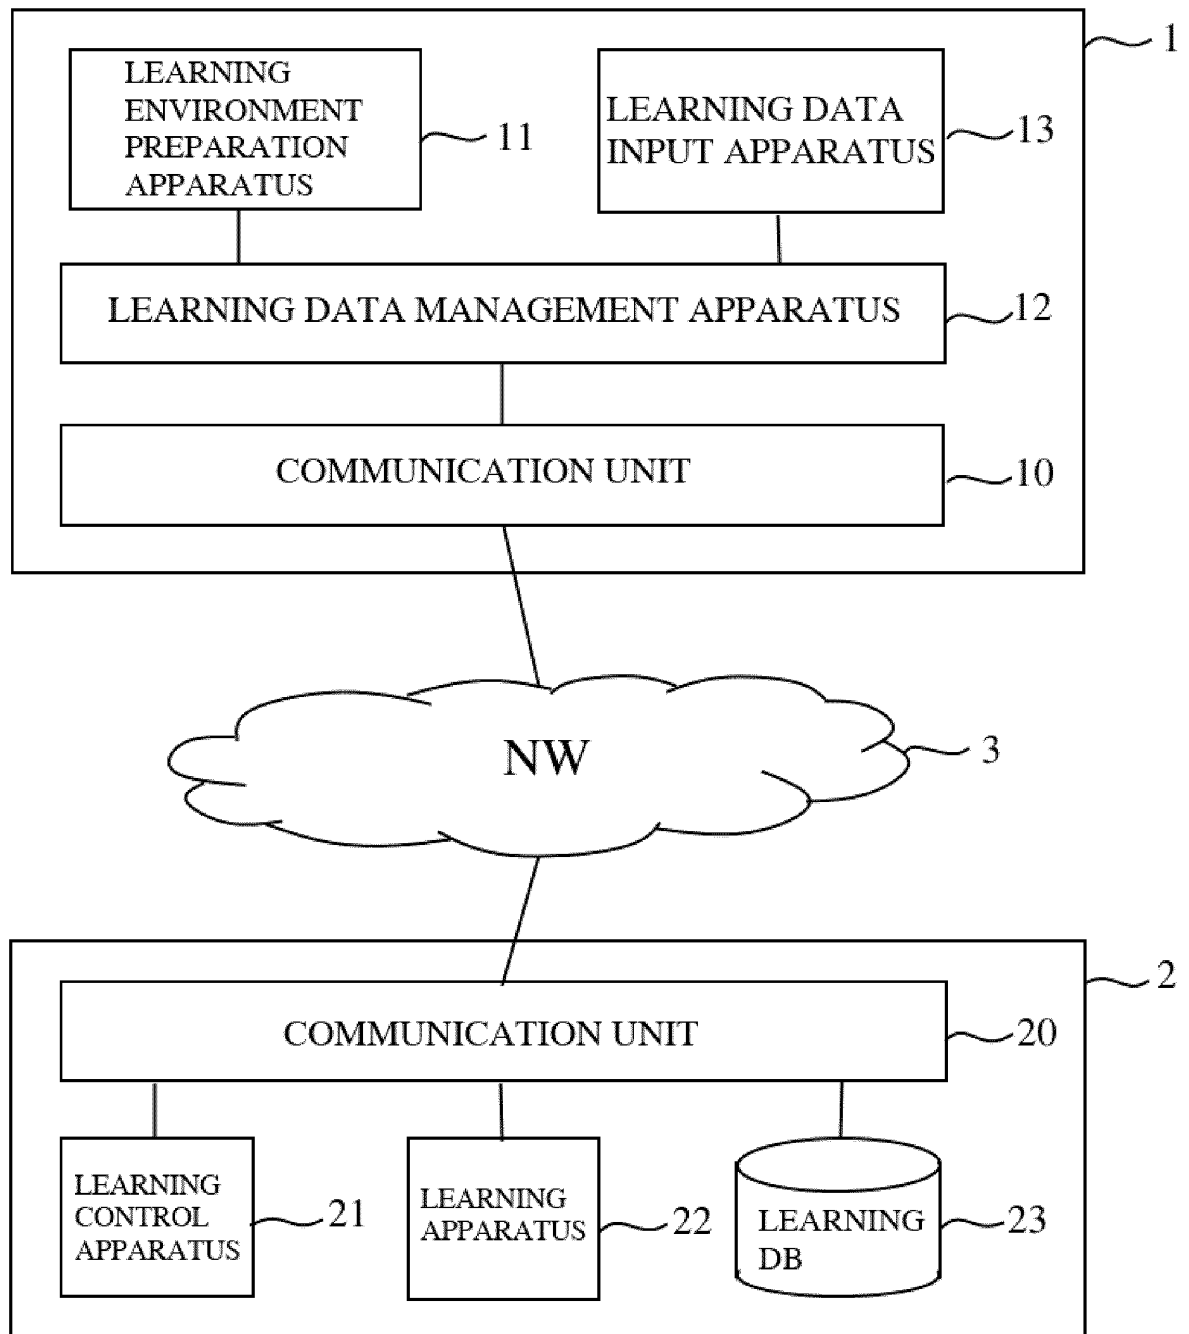 1
LEARNING
ENVIRONMENT
PREPARATION
APPARATUS
11
LEARNING DATA
INPUT APPARATUS
13
LEARNING DATA MANAGEMENT APPARATUS
12
COMMUNICATION UNIT
10
NW
3
2
COMMUNICATION UNIT
20
LEARNING
CONTROL
APPARATUS
21
LEARNING
APPARATUS
22
LEARNING
DB
23